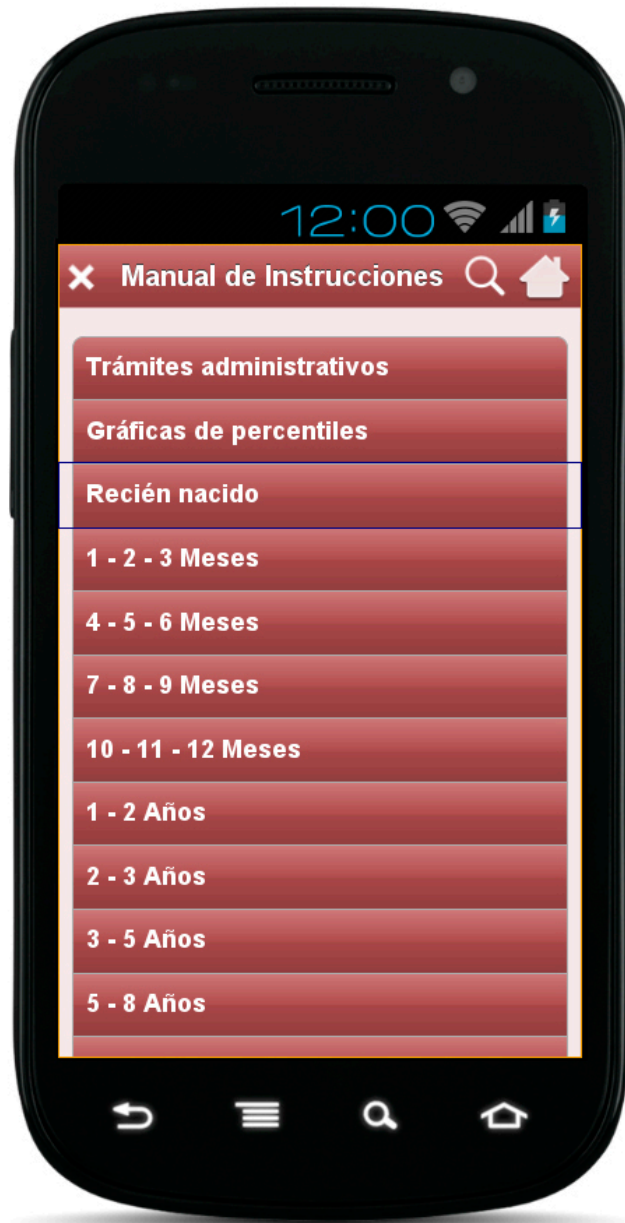 12:00
Manual de Instrucciones
Trámites administrativos
Gráficas de percentiles
Recién nacido
1 - 2 - 3 Meses
4 - 5 - 6 Meses
7 - 8 - 9 Meses
10 - 11 - 12 Meses
1 - 2 Años
2 - 3 Años
3 - 5 Años
5 - 8 Años